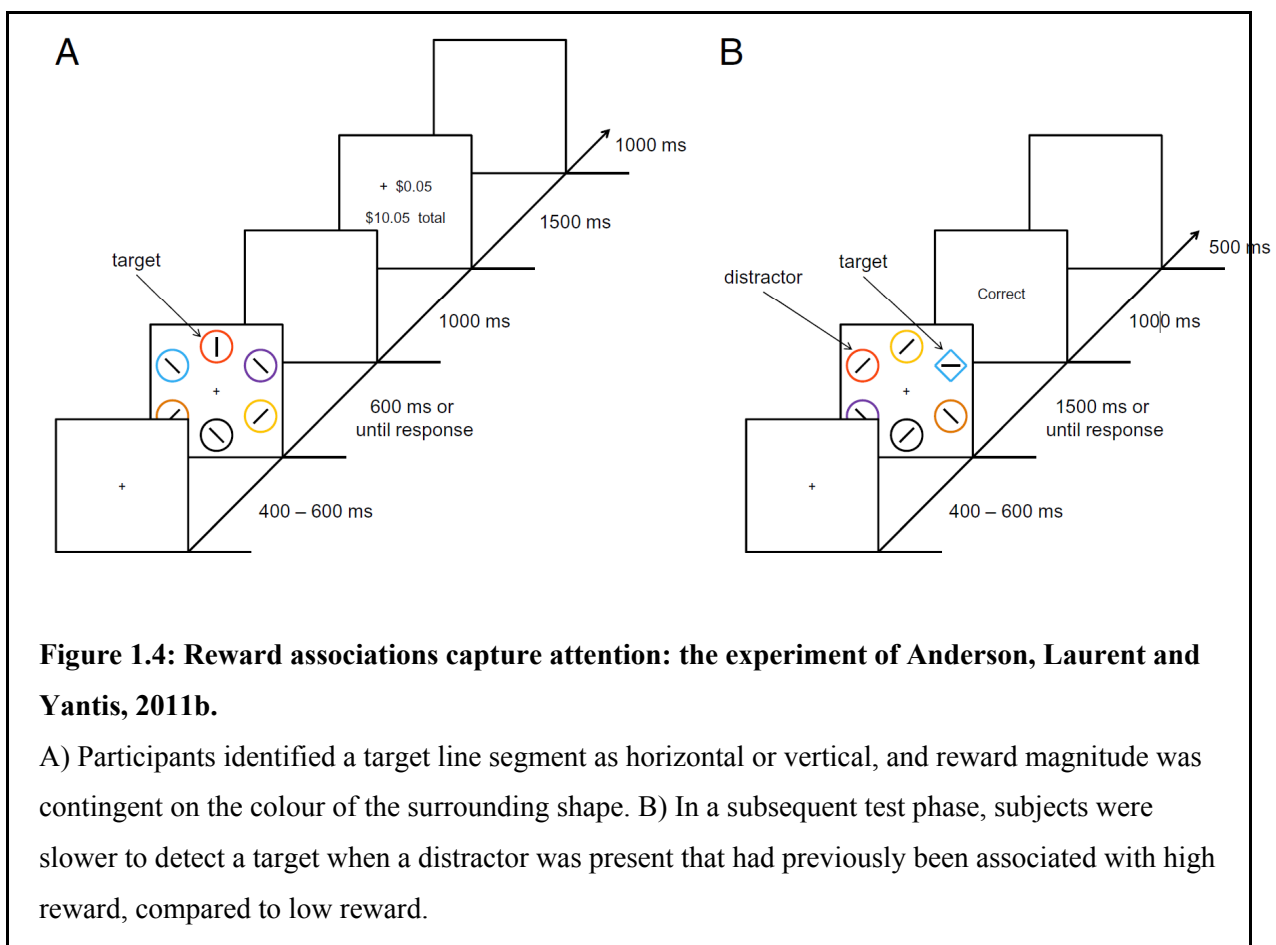 A
1000 ms
+ $0.05
$10.05 total
1500 ms
target
1000 ms
+
600 ms or
until response
+
400 – 600 ms
B
500 ms
distractor
target
Correct
1000 ms
+
1500 ms or
until response
+
400 – 600 ms
Figure 1.4: Reward associations capture attention: the experiment of Anderson, Laurent and
Yantis, 2011b.
A) Participants identified a target line segment as horizontal or vertical, and reward magnitude was
contingent on the colour of the surrounding shape. B) In a subsequent test phase, subjects were
slower to detect a target when a distractor was present that had previously been associated with high
reward, compared to low reward.